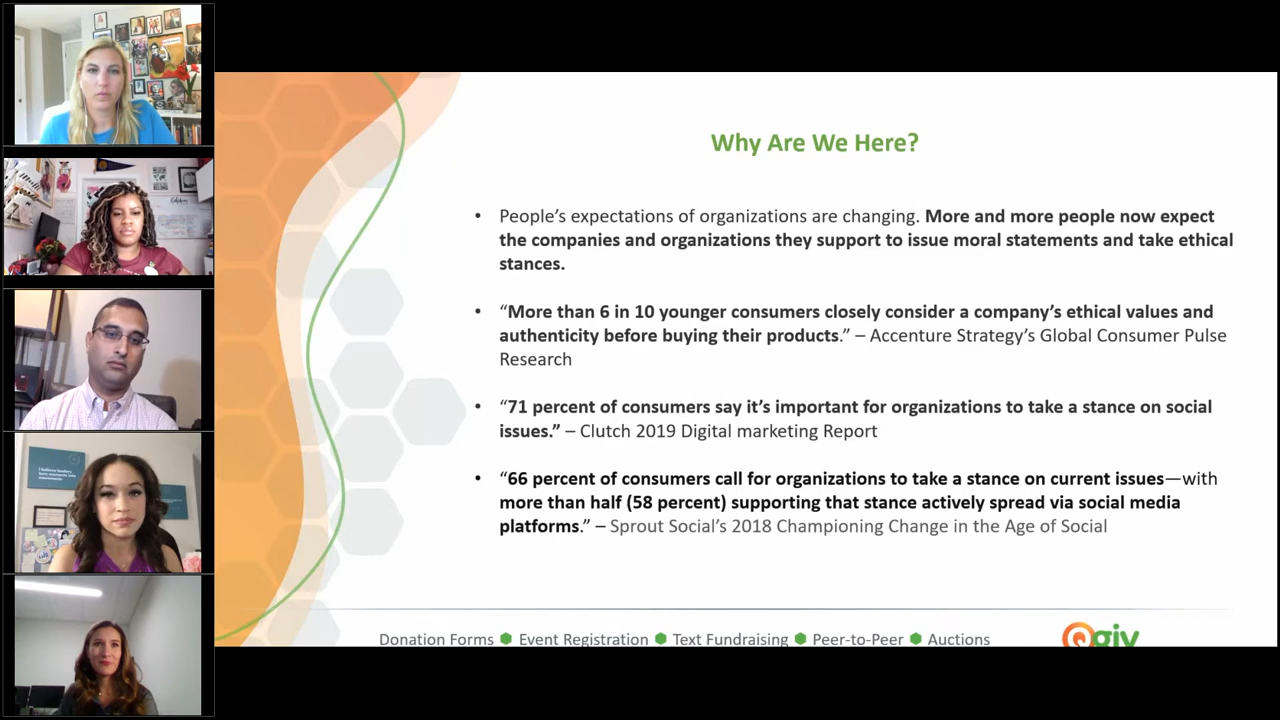 Why Are We Here?
• People’s expectations of organizations are changing. More and more people now expect
the companies and organizations they support to issue moral statements and take ethical
stances.
• “More than 6 in 10 younger consumers closely consider a company’s ethical values and
authenticity before buying their products.” – Accenture Strategy’s Global Consumer Pulse
Research
• “71 percent of consumers say it’s important for organizations to take a stance on social
issues.” – Clutch 2019 Digital marketing Report
• “66 percent of consumers call for organizations to take a stance on current issues—with
more than half (58 percent) supporting that stance actively spread via social media
platforms.” – Sprout Social’s 2018 Championing Change in the Age of Social
Donation Forms ⬢ Event Registration ⬢ Text Fundraising ⬢ Peer-to-Peer ⬢ Auctions
Qgiv